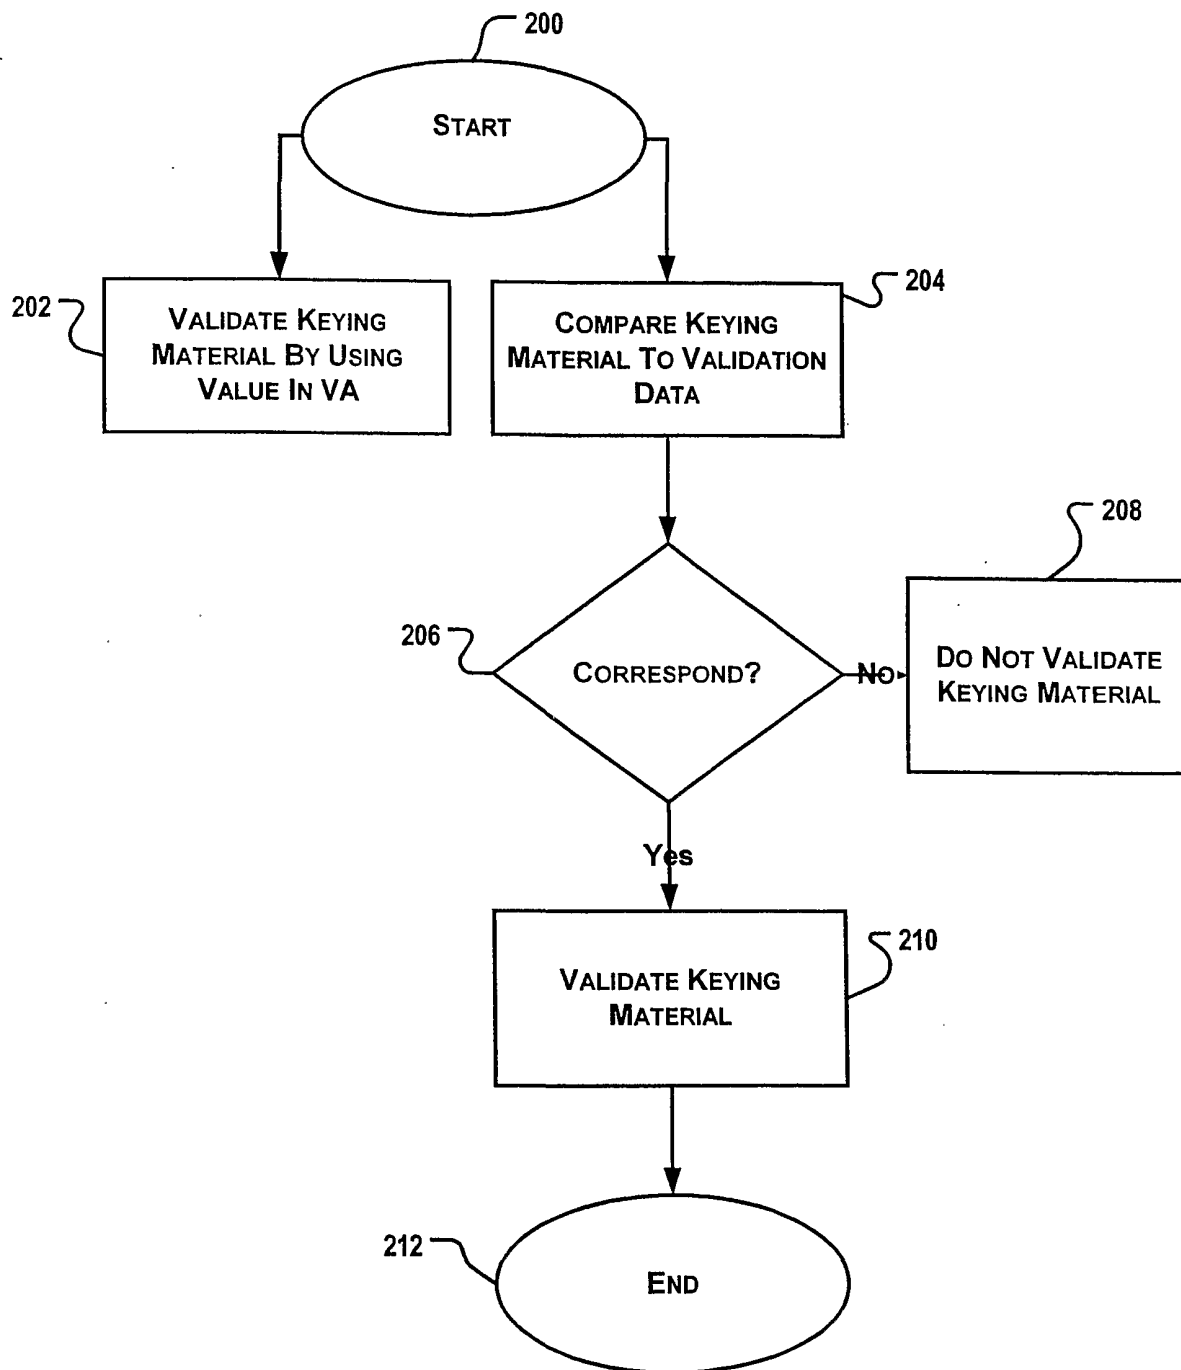 200
START
202
VALIDATE KEYING
MATERIAL BY USING
VALUE IN VA
204
COMPARE KEYING
MATERIAL TO VALIDATION
DATA
206
CORRESPOND?
No
208
DO NOT VALIDATE
KEYING MATERIAL
Yes
210
VALIDATE KEYING
MATERIAL
212
END